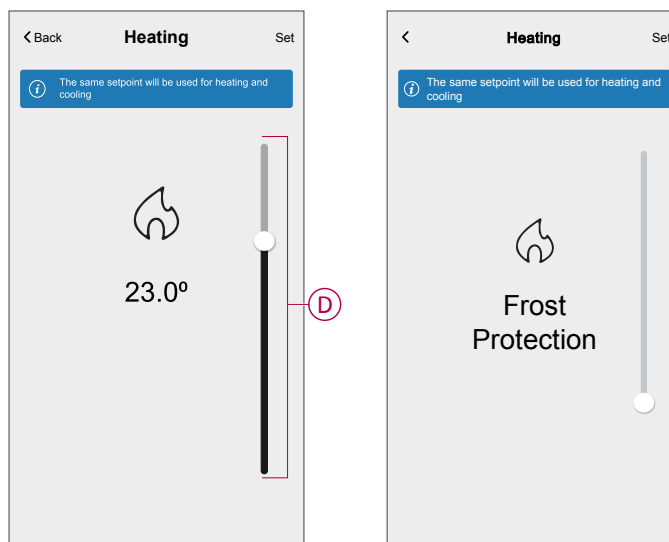 Back Heating Set
The same setpoint will be used for heating and
cooling
23.0º
D
Heating Set
The same setpoint will be used for heating and
cooling
Frost
Protection